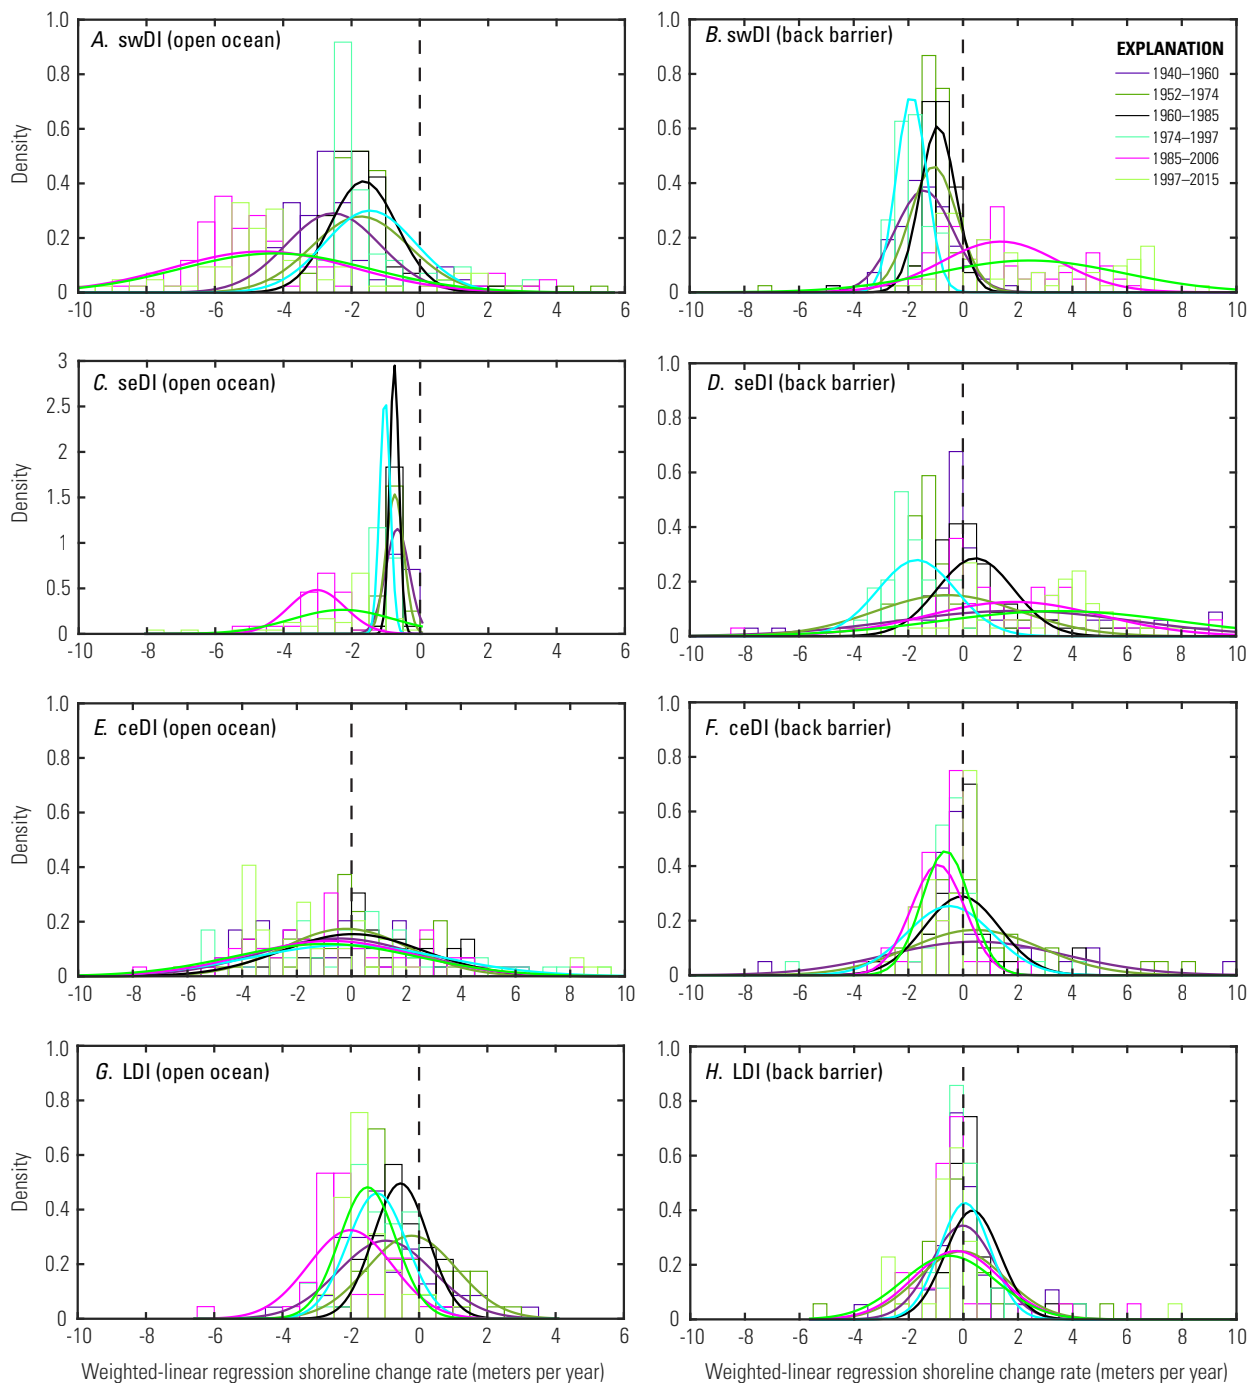 A. swDI (open ocean)
1.0
0.8
0.6
0.4
0.2
0
Density
-10 -8 -6 -4 -2 0 2 4 6
B. swDI (back barrier)
EXPLANATION
1940–1960
1952–1974
1960–1985
1974–1997
1985–2006
1997–2015
1.0
0.8
0.6
0.4
0.2
0
-10 -8 -6 -4 -2 0 2 4 6 8 10
C. seDI (open ocean)
3
2.5
2
1.5
1
0.5
0
Density
-10 -8 -6 -4 -2 0 2 4 6
D. seDI (back barrier)
1.0
0.8
0.6
0.4
0.2
0
-10 -8 -6 -4 -2 0 2 4 6 8 10
E. ceDI (open ocean)
1.0
0.8
0.6
0.4
0.2
0
Density
-10 -8 -6 -4 -2 0 2 4 6 8 10
F. ceDI (back barrier)
1.0
0.8
0.6
0.4
0.2
0
-10 -8 -6 -4 -2 0 2 4 6 8 10
G. LDI (open ocean)
1.0
0.8
0.6
0.4
0.2
0
Density
-10 -8 -6 -4 -2 0 2 4 6
Weighted-linear regression shoreline change rate (meters per year)
H. LDI (back barrier)
1.0
0.8
0.6
0.4
0.2
0
-10 -8 -6 -4 -2 0 2 4 6 8 10
Weighted-linear regression shoreline change rate (meters per year)